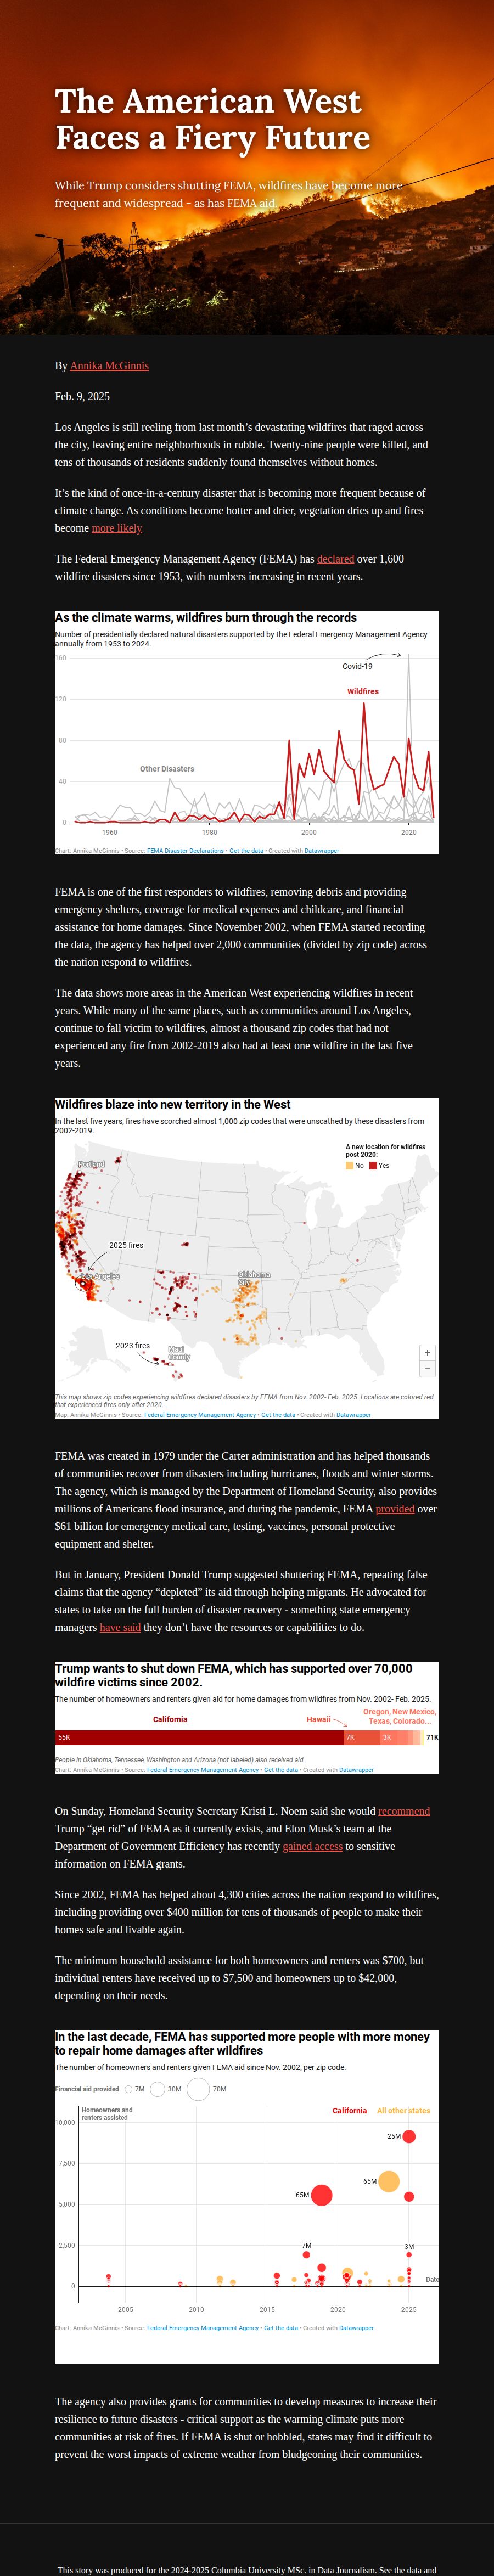 The American West
Faces a Fiery Future
While Trump considers shutting FEMA, wildfires have become more
frequent and widespread - as has FEMA aid.
By Annika McGinnis
Feb. 9, 2025
Los Angeles is still reeling from last month’s devastating wildfires that raged across
the city, leaving entire neighborhoods in rubble. Twenty-nine people were killed, and
tens of thousands of residents suddenly found themselves without homes.
It’s the kind of once-in-a-century disaster that is becoming more frequent because of
climate change. As conditions become hotter and drier, vegetation dries up and fires
become more likely
The Federal Emergency Management Agency (FEMA) has declared over 1,600
wildfire disasters since 1953, with numbers increasing in recent years.
As the climate warms, wildfires burn through the records
Number of presidentially declared natural disasters supported by the Federal Emergency Management Agency
annually from 1953 to 2024.
160
Covid-19
Wildfires
120
80
Other Disasters
40
0
1960 1980 2000 2020
Chart: Annika McGinnis • Source: FEMA Disaster Declarations • Get the data • Created with Datawrapper
FEMA is one of the first responders to wildfires, removing debris and providing
emergency shelters, coverage for medical expenses and childcare, and financial
assistance for home damages. Since November 2002, when FEMA started recording
the data, the agency has helped over 2,000 communities (divided by zip code) across
the nation respond to wildfires.
The data shows more areas in the American West experiencing wildfires in recent
years. While many of the same places, such as communities around Los Angeles,
continue to fall victim to wildfires, almost a thousand zip codes that had not
experienced any fire from 2002-2019 also had at least one wildfire in the last five
years.
Wildfires blaze into new territory in the West
In the last five years, fires have scorched almost 1,000 zip codes that were unscathed by these disasters from
2002-2019.
A new location for wildfires
post 2020:
No Yes
Portland
2025 fires
Los Angeles
Oklahoma
City
2023 fires
Maui
County
+
−
This map shows zip codes experiencing wildfires declared disasters by FEMA from Nov. 2002- Feb. 2025. Locations are colored red
that experienced fires only after 2020.
Map: Annika McGinnis • Source: Federal Emergency Management Agency • Get the data • Created with Datawrapper
FEMA was created in 1979 under the Carter administration and has helped thousands
of communities recover from disasters including hurricanes, floods and winter storms.
The agency, which is managed by the Department of Homeland Security, also provides
millions of Americans flood insurance, and during the pandemic, FEMA provided over
$61 billion for emergency medical care, testing, vaccines, personal protective
equipment and shelter.
But in January, President Donald Trump suggested shuttering FEMA, repeating false
claims that the agency “depleted” its aid through helping migrants. He advocated for
states to take on the full burden of disaster recovery - something state emergency
managers have said they don’t have the resources or capabilities to do.
Trump wants to shut down FEMA, which has supported over 70,000
wildfire victims since 2002.
The number of homeowners and renters given aid for home damages from wildfires from Nov. 2002- Feb. 2025.
California Hawaii Oregon, New Mexico,
Texas, Colorado...
55K 7K 3K 71K
People in Oklahoma, Tennessee, Washington and Arizona (not labeled) also received aid.
Chart: Annika McGinnis • Source: Federal Emergency Management Agency • Get the data • Created with Datawrapper
On Sunday, Homeland Security Secretary Kristi L. Noem said she would recommend
Trump “get rid” of FEMA as it currently exists, and Elon Musk’s team at the
Department of Government Efficiency has recently gained access to sensitive
information on FEMA grants.
Since 2002, FEMA has helped about 4,300 cities across the nation respond to wildfires,
including providing over $400 million for tens of thousands of people to make their
homes safe and livable again.
The minimum household assistance for both homeowners and renters was $700, but
individual renters have received up to $7,500 and homeowners up to $42,000,
depending on their needs.
In the last decade, FEMA has supported more people with more money
to repair home damages after wildfires
The number of homeowners and renters given FEMA aid since Nov. 2002, per zip code.
Financial aid provided 7M 30M 70M
Homeowners and
renters assisted
California All other states
10,000
25M
7,500
65M
65M
5,000
7M 3M
2,500
Date
0
2005 2010 2015 2020 2025
Chart: Annika McGinnis • Source: Federal Emergency Management Agency • Get the data • Created with Datawrapper
The agency also provides grants for communities to develop measures to increase their
resilience to future disasters - critical support as the warming climate puts more
communities at risk of fires. If FEMA is shut or hobbled, states may find it difficult to
prevent the worst impacts of extreme weather from bludgeoning their communities.
This story was produced for the 2024-2025 Columbia University MSc. in Data Journalism. See the data and